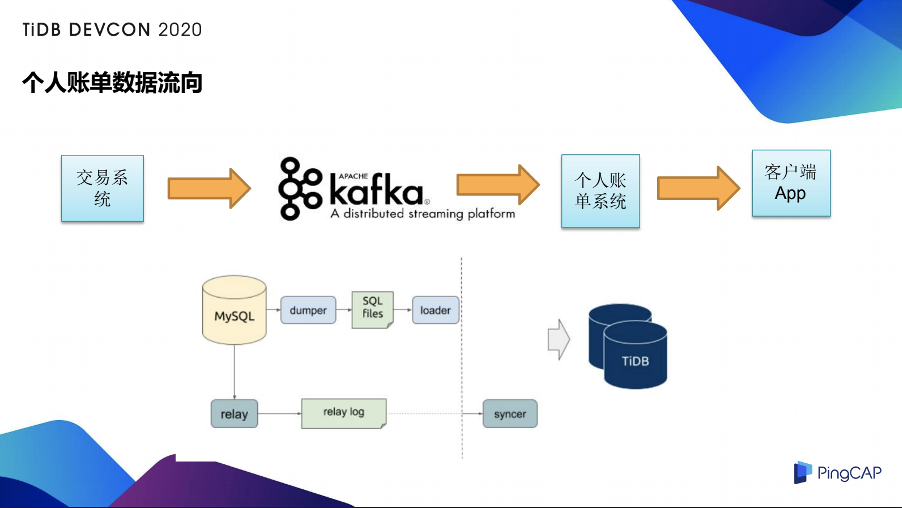 TiDB DEVCON 2020
个人账单数据流向
交易系
统
APACHE
kafka®
A distributed streaming platform
个人账
单系统
客户端
App
MySQL
dumper
SQL
files
loader
TiDB
relay
relay log
syncer
PingCAP